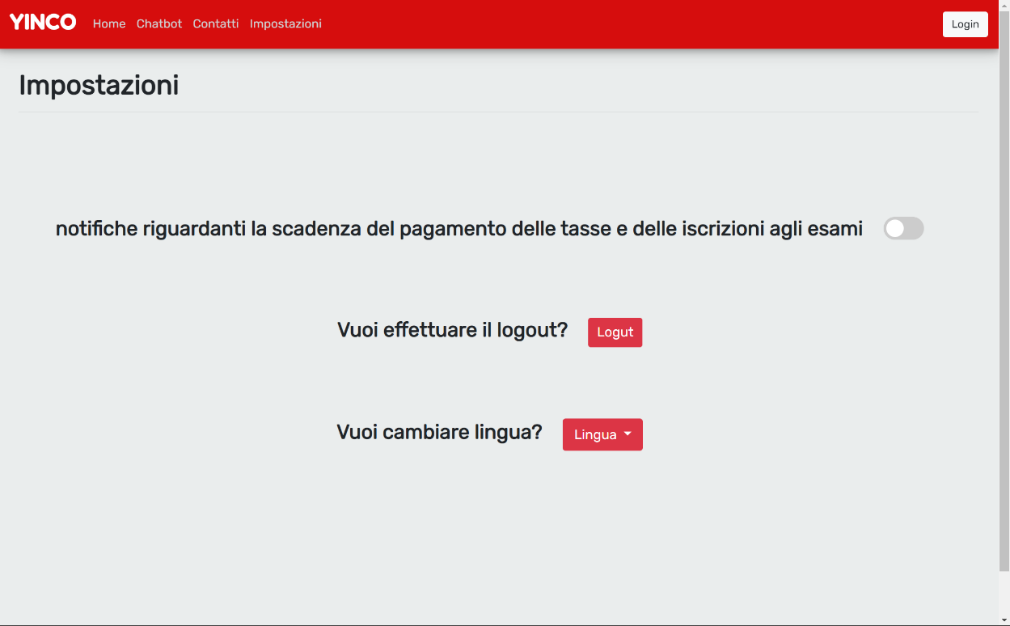 YINCO Home Chatbot Contatti Impostazioni Login
Impostazioni
notifiche riguardanti la scadenza del pagamento delle tasse e delle iscrizioni agli esami
Vuoi effettuare il logout? Logut
Vuoi cambiare lingua? Lingua